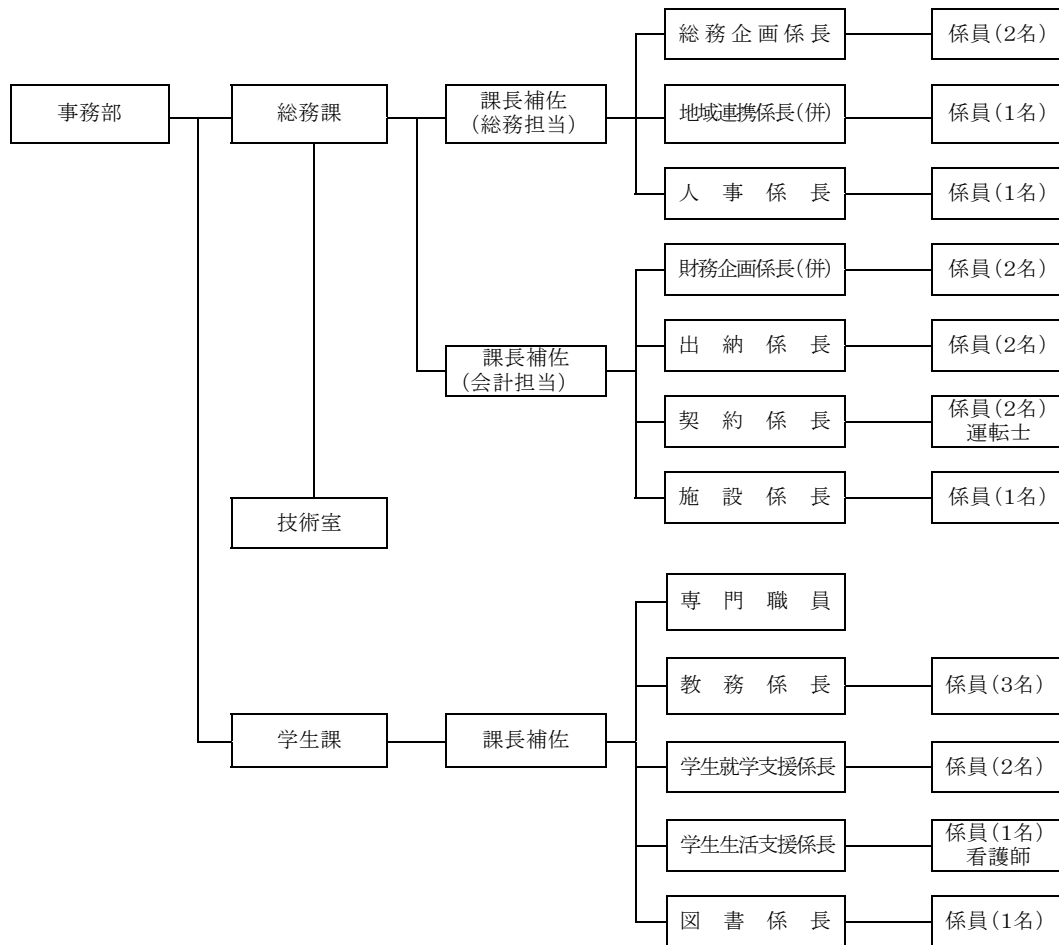 総務企画係長
係員(2名)
事務部
総務課
課長補佐
(総務担当)
地域連携係長(併)
係員(1名)
人事係長
係員(1名)
財務企画係長(併)
係員(2名)
出納係長
係員(2名)
課長補佐
(会計担当)
契約係長
係員(2名)
運転士
施設係長
係員(1名)
技術室
専門職員
教務係長
係員(3名)
学生課
課長補佐
学生就学支援係長
係員(2名)
学生生活支援係長
係員(1名)
看護師
図書係長
係員(1名)